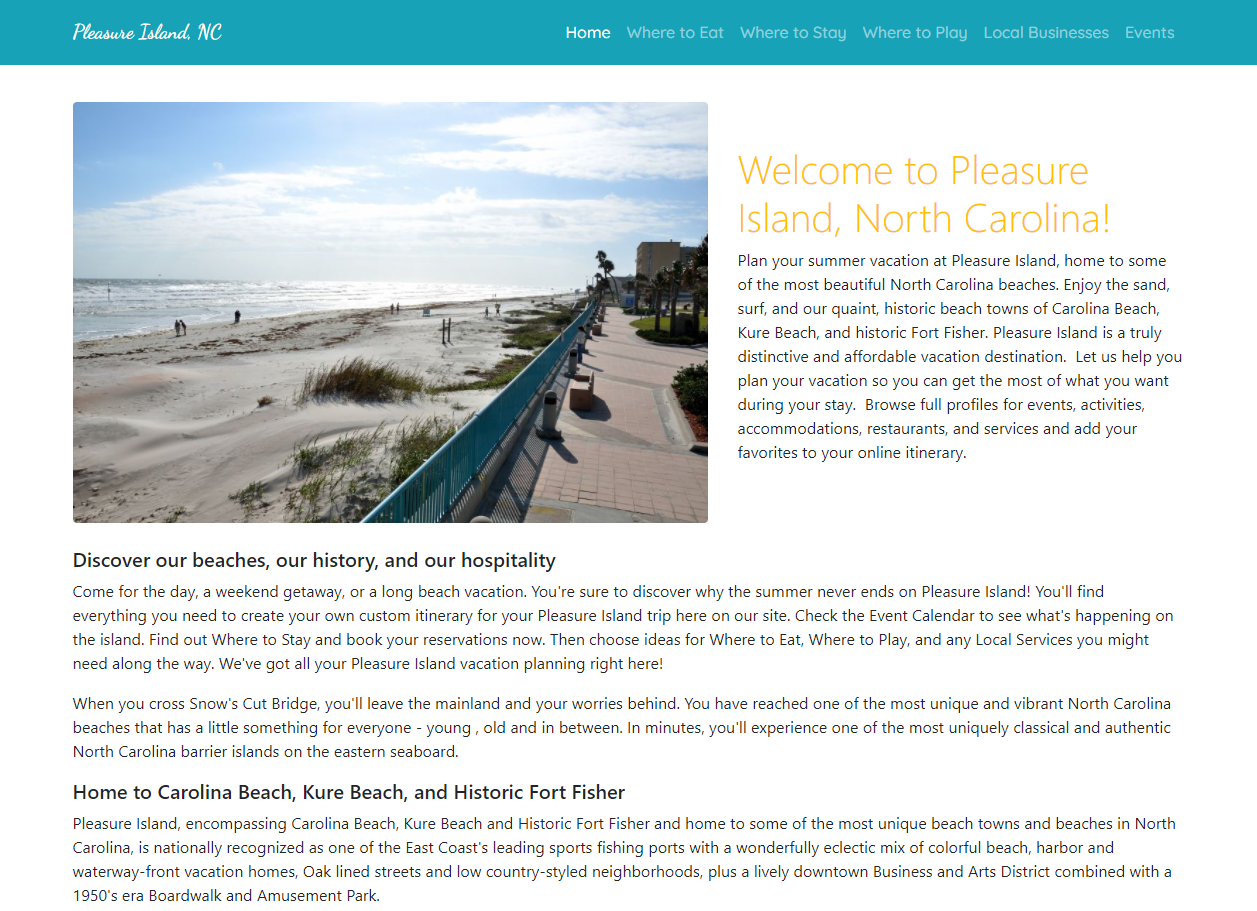 Pleasure Island, NC
Home Where to Eat Where to Stay Where to Play Local Businesses Events
Welcome to Pleasure
Island, North Carolina!
Plan your summer vacation at Pleasure Island, home to some
of the most beautiful North Carolina beaches. Enjoy the sand,
surf, and our quaint, historic beach towns of Carolina Beach,
Kure Beach, and historic Fort Fisher. Pleasure Island is a truly
distinctive and affordable vacation destination.  Let us help you
plan your vacation so you can get the most of what you want
during your stay.  Browse full profiles for events, activities,
accommodations, restaurants, and services and add your
favorites to your online itinerary.
Discover our beaches, our history, and our hospitality
Come for the day, a weekend getaway, or a long beach vacation. You're sure to discover why the summer never ends on Pleasure Island! You'll find
everything you need to create your own custom itinerary for your Pleasure Island trip here on our site. Check the Event Calendar to see what's happening on
the island. Find out Where to Stay and book your reservations now. Then choose ideas for Where to Eat, Where to Play, and any Local Services you might
need along the way. We've got all your Pleasure Island vacation planning right here!
When you cross Snow's Cut Bridge, you'll leave the mainland and your worries behind. You have reached one of the most unique and vibrant North Carolina
beaches that has a little something for everyone - young , old and in between. In minutes, you'll experience one of the most uniquely classical and authentic
North Carolina barrier islands on the eastern seaboard.
Home to Carolina Beach, Kure Beach, and Historic Fort Fisher
Pleasure Island, encompassing Carolina Beach, Kure Beach and Historic Fort Fisher and home to some of the most unique beach towns and beaches in North
Carolina, is nationally recognized as one of the East Coast's leading sports fishing ports with a wonderfully eclectic mix of colorful beach, harbor and
waterway-front vacation homes, Oak lined streets and low country-styled neighborhoods, plus a lively downtown Business and Arts District combined with a
1950's era Boardwalk and Amusement Park.